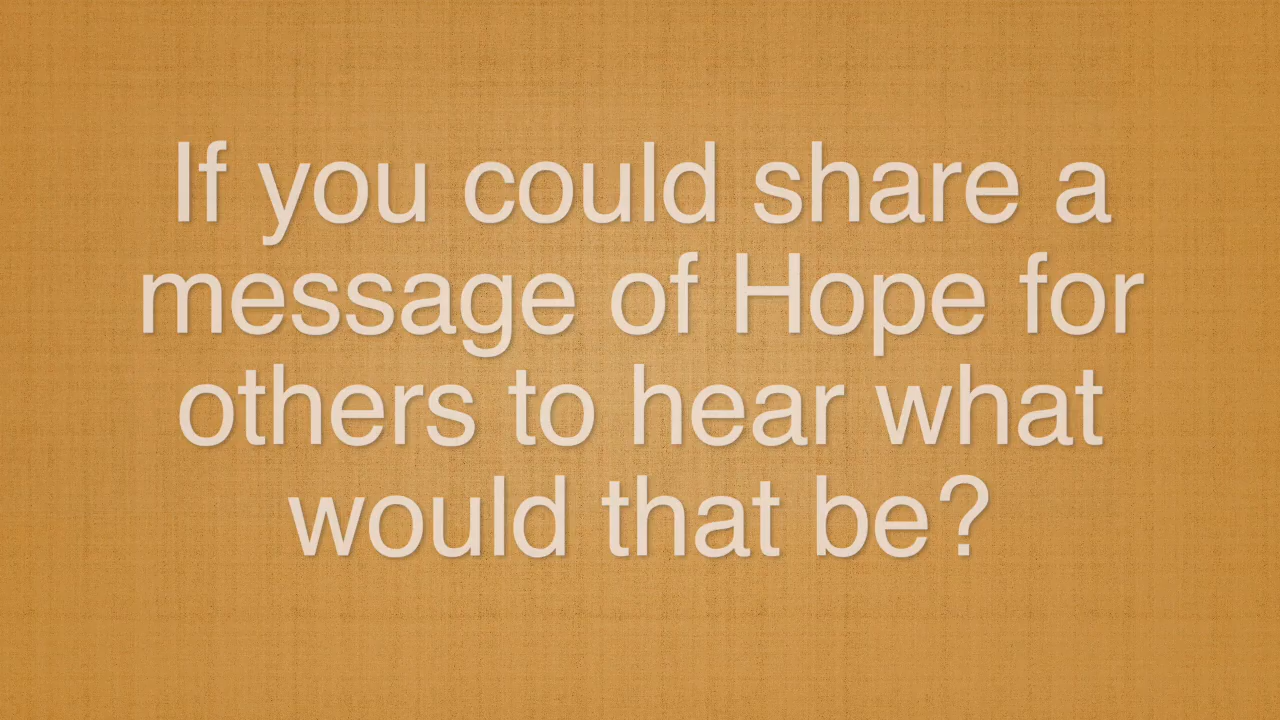 If you could share a
message of Hope for
others to hear what
would that be?